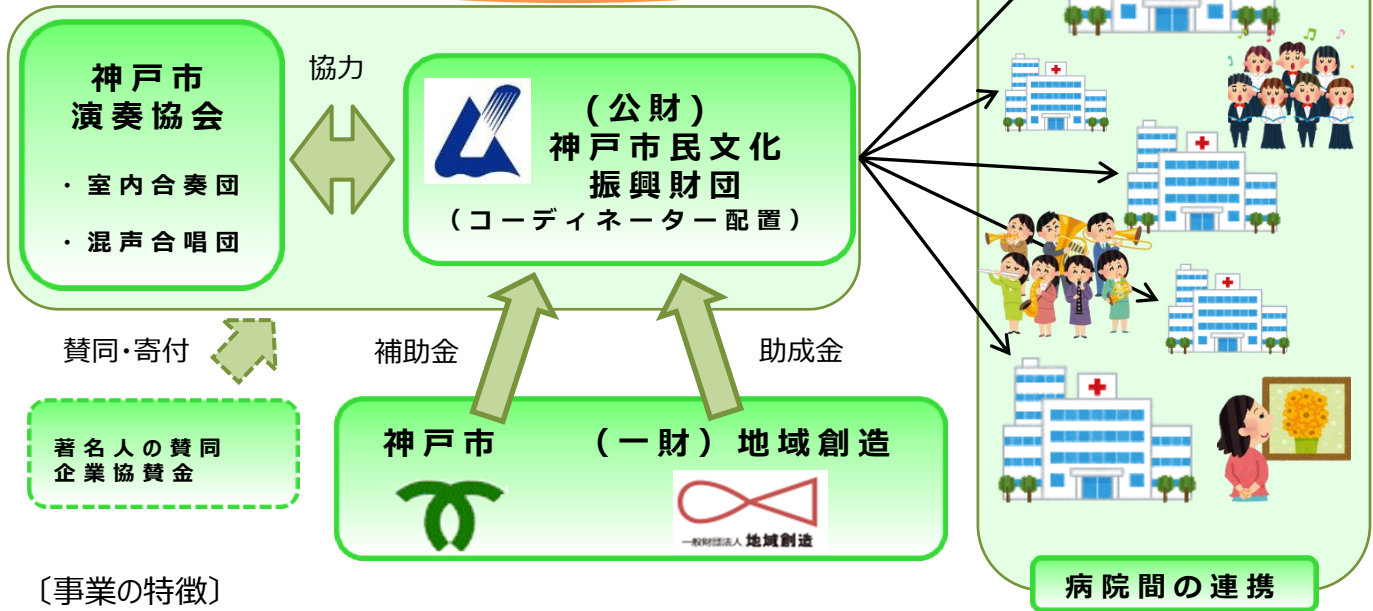 神戸市
演奏協会
・室内合奏団
・混声合唱団
協力
(公財)
神戸市民文化
振興財団
（コーディネーター配置）
賛同・寄付
補助金
助成金
著名人の賛同
企業協賛金
神戸市
（一財）地域創造
一般財団法人 地域創造
病院間の連携
〔事業の特徴〕